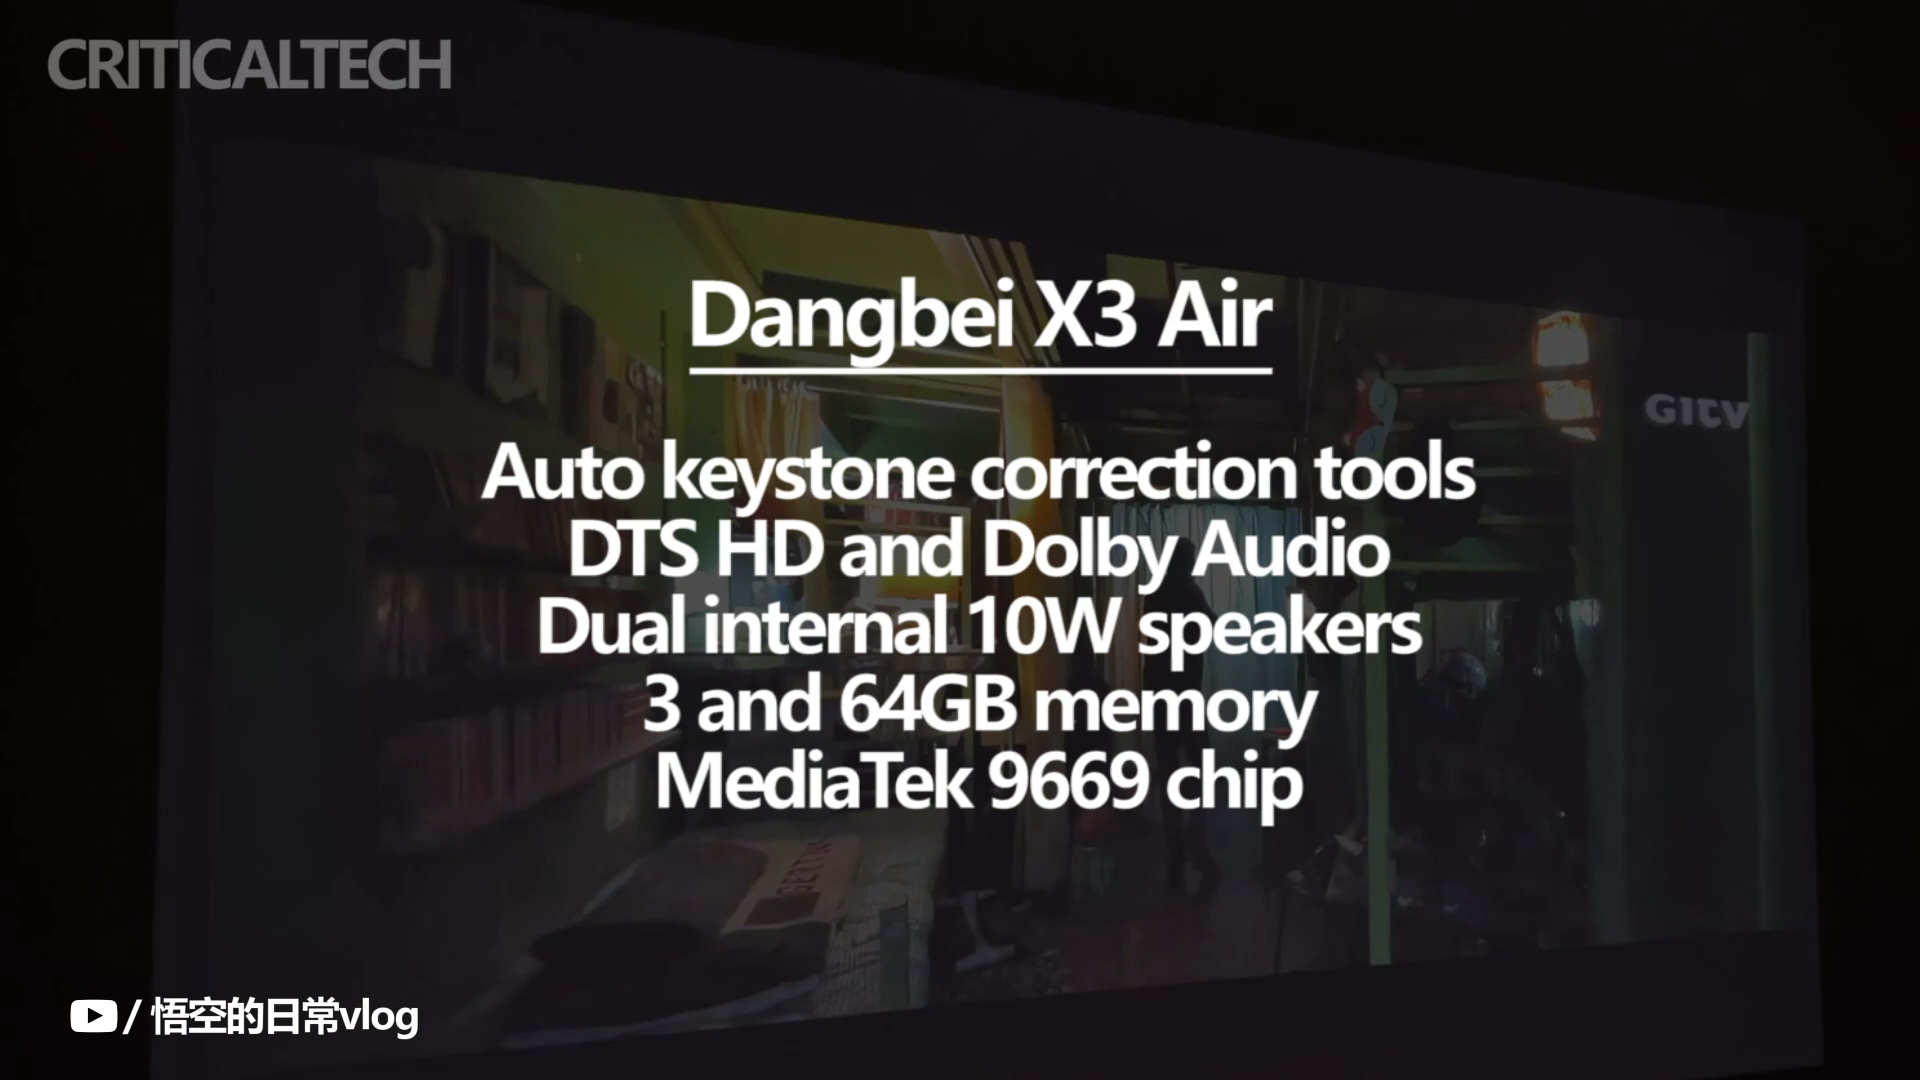 CRITICALTECH
Dangbei X3 Air
GITV
Auto keystone correction tools
DTS HD and Dolby Audio
Dual internal 10W speakers
3 and 64GB memory
MediaTek 9669 chip
/ 悟空的日常vlog